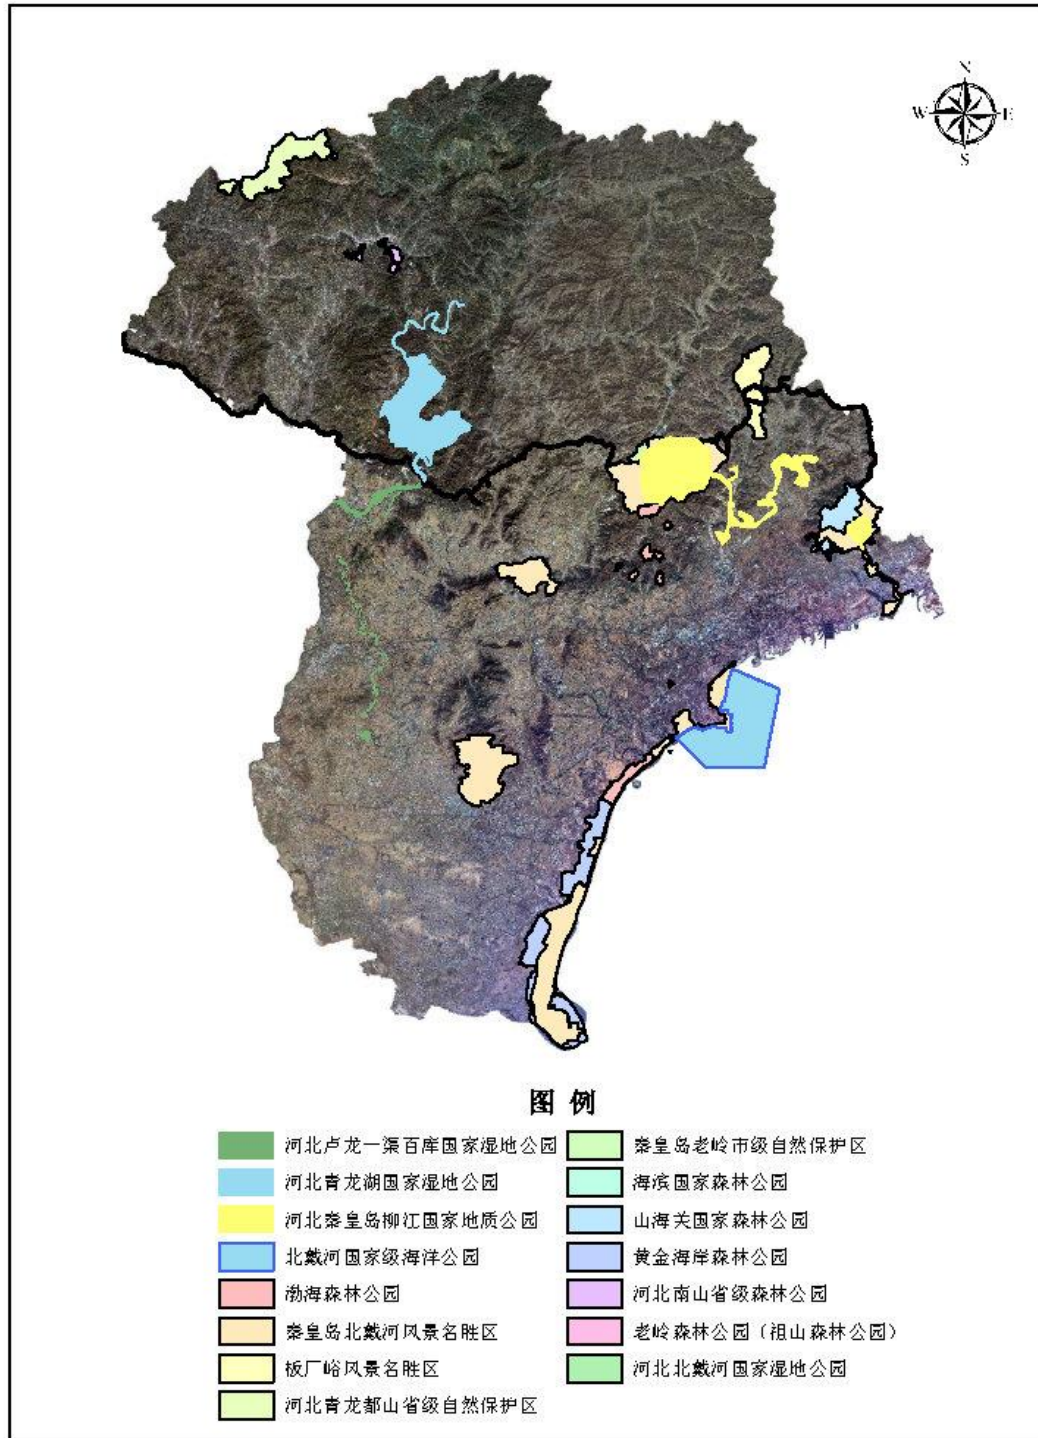 N
W E
S
图 例
河北卢龙一渠百库国家湿地公园
秦皇岛老岭市级自然保护区
河北青龙湖国家湿地公园
海滨国家森林公园
河北秦皇岛柳江国家地质公园
山海关国家森林公园
北戴河国家级海洋公园
黄金海岸森林公园
渤海森林公园
河北南山省级森林公园
秦皇岛北戴河风景名胜区
老岭森林公园（祖山森林公园）
板厂峪风景名胜区
河北北戴河国家湿地公园
河北青龙都山省级自然保护区